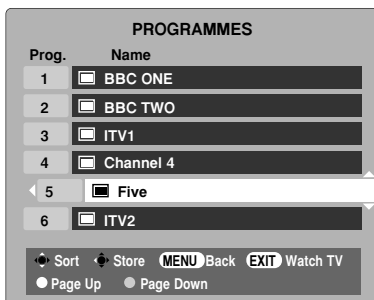 PROGRAMMES
Prog. Name
1 BBC ONE
2 BBC TWO
3 ITV1
4 Channel 4
5 Five
6 ITV2
Sort Store MENU Back EXIT Watch TV
Page Up Page Down